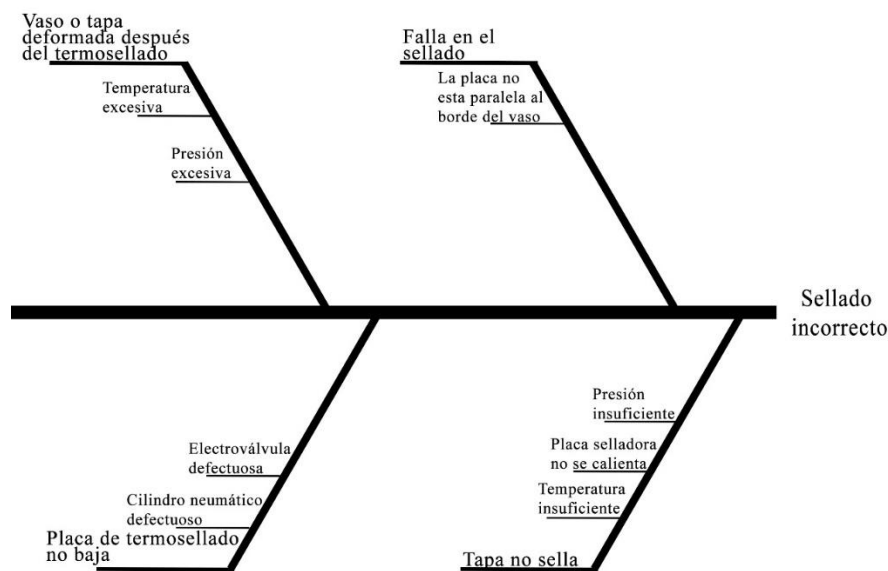 Vaso o tapa
deformada después
del termosellado
Temperatura
excesiva
Presión
excesiva
Falla en el
sellado
La placa no
esta paralela al
borde del vaso
Sellado
incorrecto
Electroválvula
defectuosa
Cilindro neumático
defectuoso
Placa de termosellado
no baja
Presión
insuficiente
Placa selladora
no se calienta
Temperatura
insuficiente
Tapa no sella